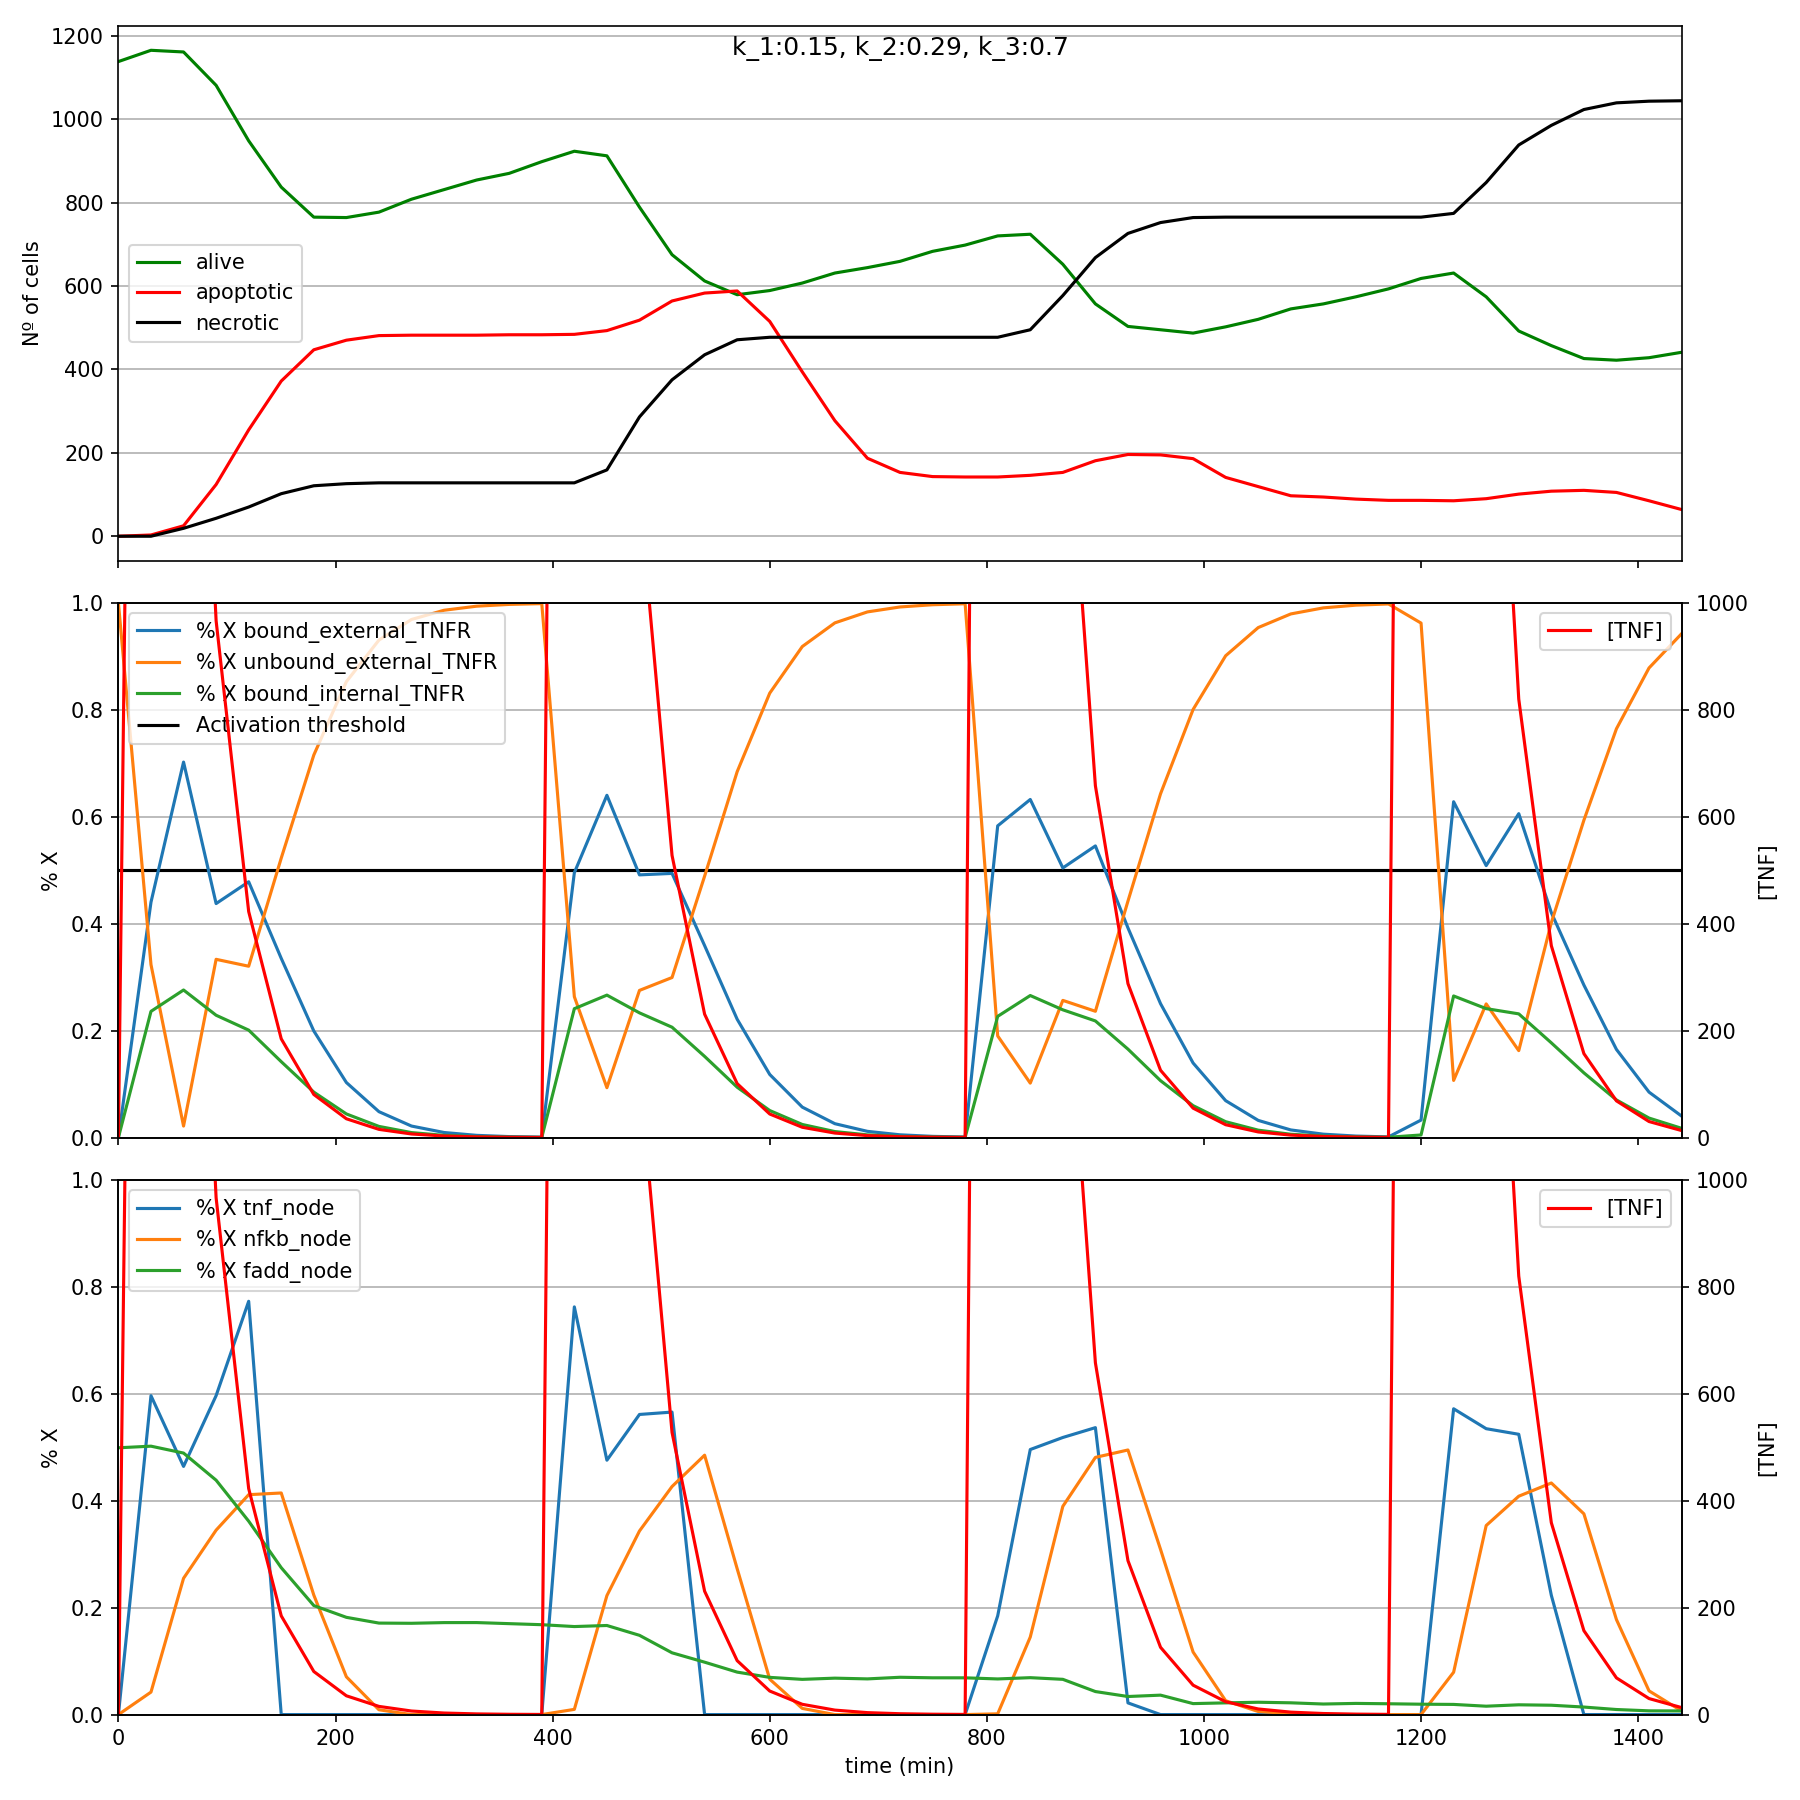 k_1:0.15, k_2:0.29, k_3:0.7
1200
1000
800
600
400
200
0
Nº of cells
alive
apoptotic
necrotic
1.0
0.8
0.6
0.4
0.2
0.0
% X
% X bound_external_TNFR
% X unbound_external_TNFR
% X bound_internal_TNFR
Activation threshold
[TNF]
1000
800
600
400
200
0
[TNF]
1.0
0.8
0.6
0.4
0.2
0.0
% X
% X tnf_node
% X nfkb_node
% X fadd_node
[TNF]
1000
800
600
400
200
0
[TNF]
0 200 400 600 800 1000 1200 1400
time (min)